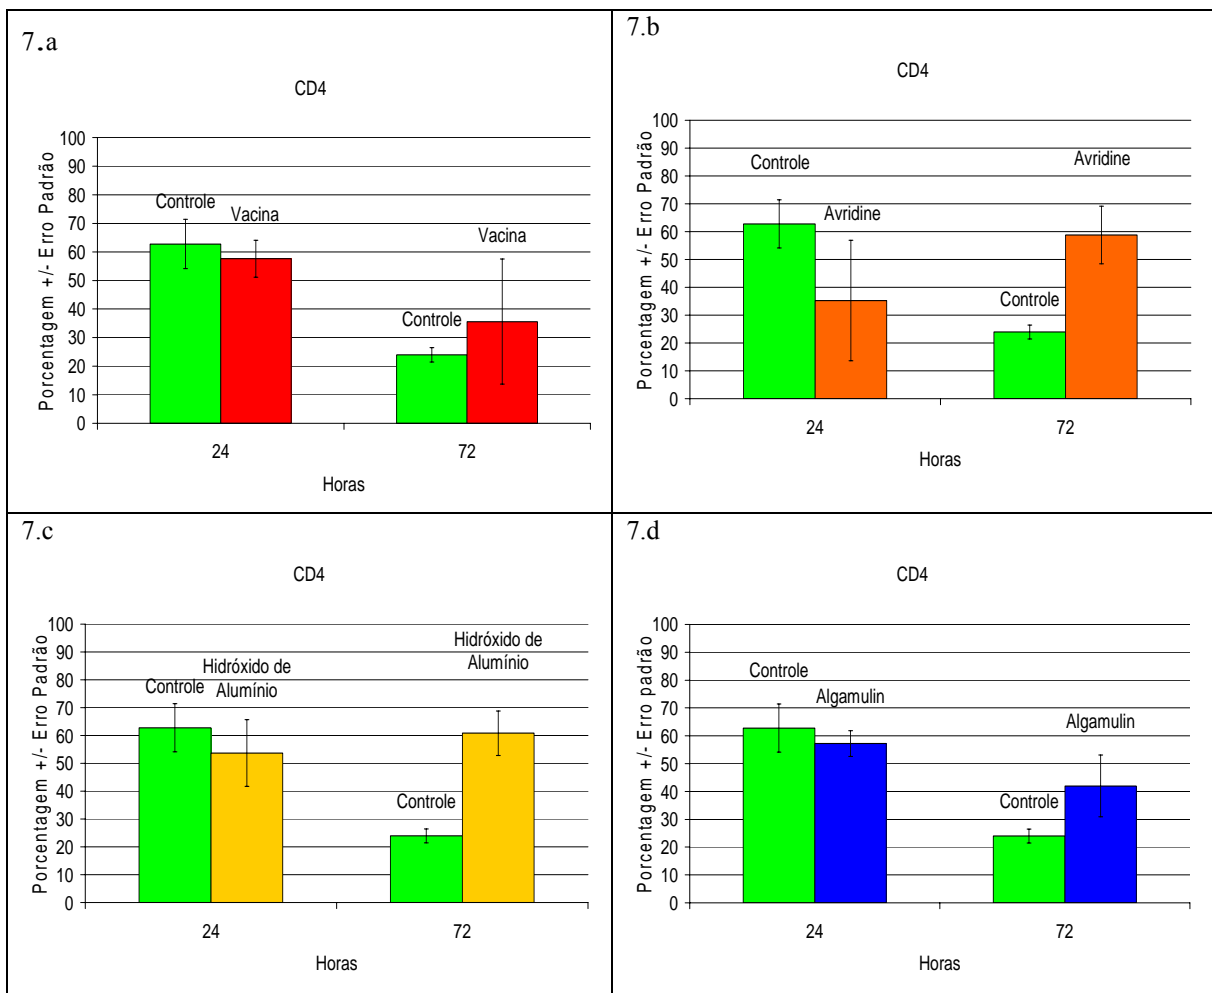 7.a
CD4
Porcentagem +/- Erro Padrão
100
90
80
70
60
50
40
30
20
10
0
Controle
Vacina
Controle
Vacina
24
72
Horas
7.b
CD4
Porcentagem +/- Erro Padrão
100
90
80
70
60
50
40
30
20
10
0
Controle
Avridine
Controle
Avridine
24
72
Horas
7.c
CD4
Porcentagem +/- Erro Padrão
100
90
80
70
60
50
40
30
20
10
0
Controle
Hidróxido de
Alumínio
Controle
Hidróxido de
Alumínio
24
72
Horas
7.d
CD4
Porcentagem +/- Erro padrão
100
90
80
70
60
50
40
30
20
10
0
Controle
Algamulin
Controle
Algamulin
24
72
Horas